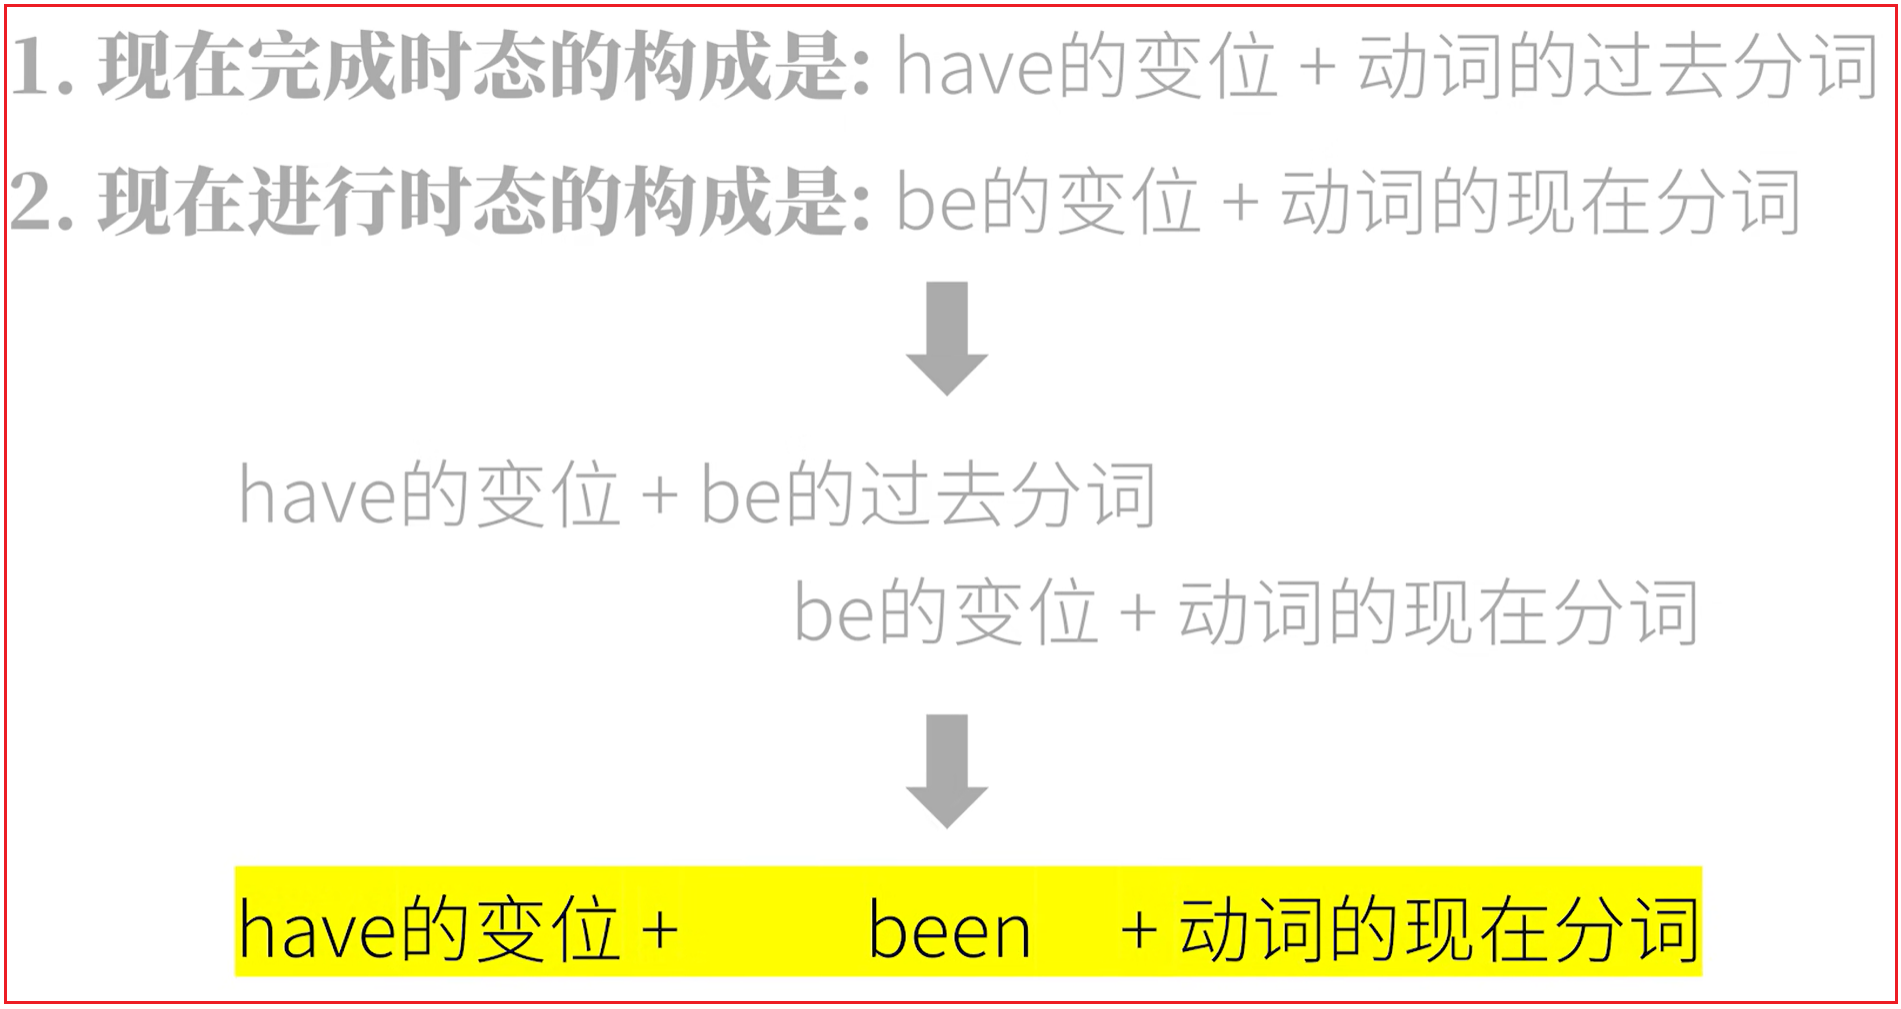 1. 现在完成时态的构成是: have的变位 + 动词的过去分词
2. 现在进行时态的构成是: be的变位 + 动词的现在分词
have的变位 + be的过去分词
be的变位 + 动词的现在分词
have的变位 + been + 动词的现在分词